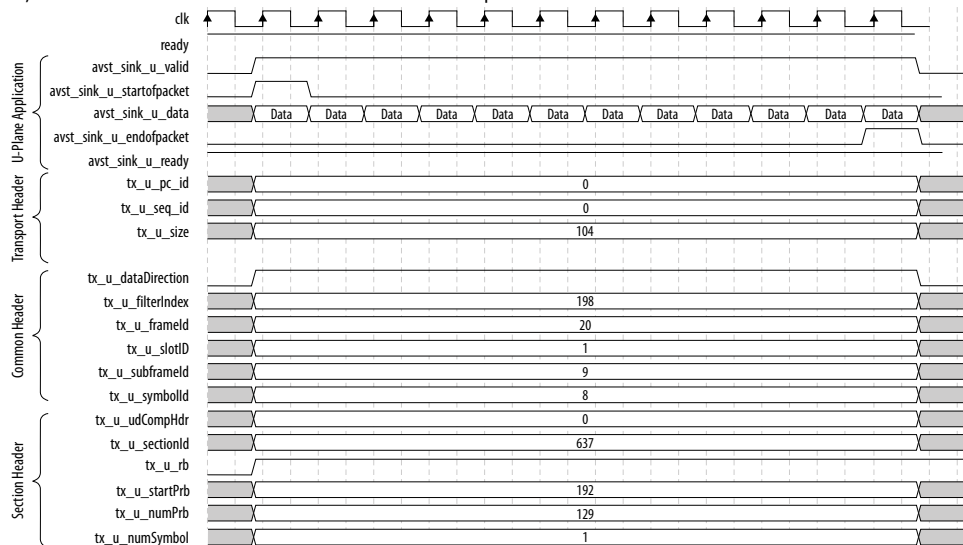 clk
ready
U-Plane Application
avst_sink_u_valid
avst_sink_u_startofpacket
avst_sink_u_data Data Data Data Data Data Data Data Data Data Data Data Data
avst_sink_u_endofpacket
avst_sink_u_ready
Transport Header
tx_u_pc_id 0
tx_u_seq_id 0
tx_u_size 104
Common Header
tx_u_dataDirection
tx_u_filterIndex 198
tx_u_frameId 20
tx_u_slotID 1
tx_u_subframeId 9
tx_u_symbolId 8
Section Header
tx_u_udCompHdr 0
tx_u_sectionId 637
tx_u_rb
tx_u_startPrb 192
tx_u_numPrb 129
tx_u_numSymbol 1